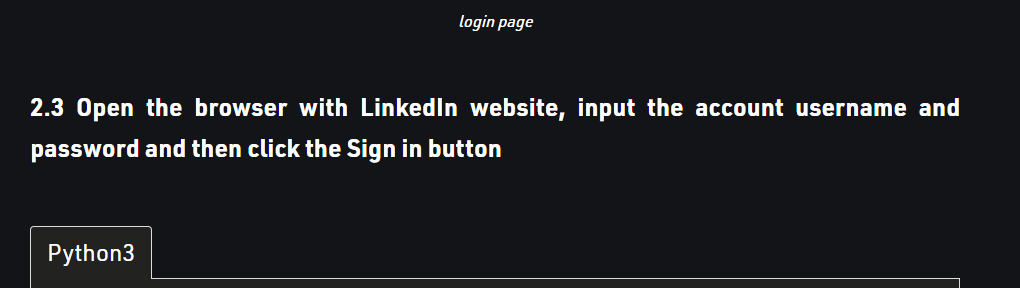 login page
2.3 Open the browser with LinkedIn website, input the account username and
password and then click the Sign in button
Python3